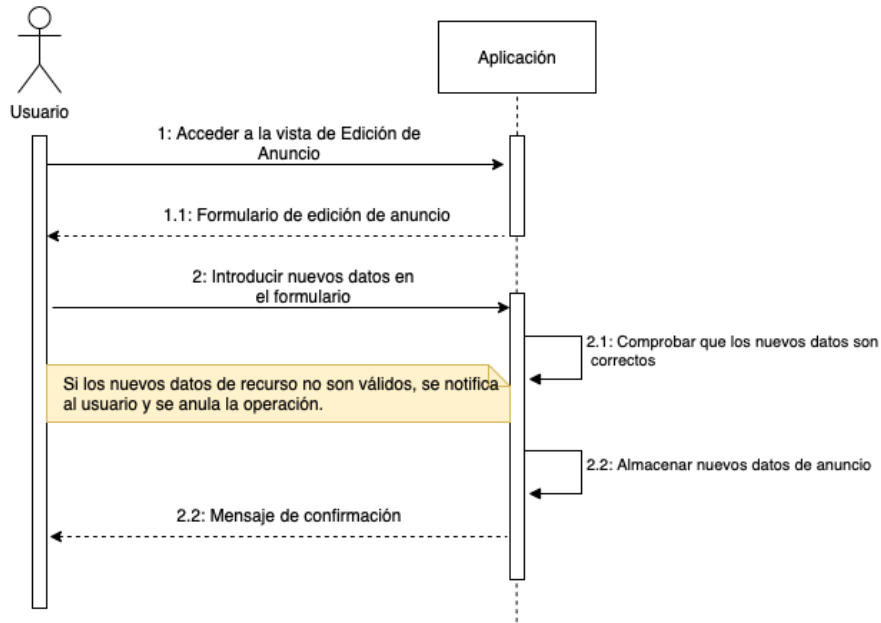 Usuario
Aplicación
1: Acceder a la vista de Edición de
Anuncio
1.1: Formulario de edición de anuncio
2: Introducir nuevos datos en
el formulario
2.1: Comprobar que los nuevos datos son
correctos
Si los nuevos datos de recurso no son válidos, se notifica
al usuario y se anula la operación.
2.2: Almacenar nuevos datos de anuncio
2.2: Mensaje de confirmación